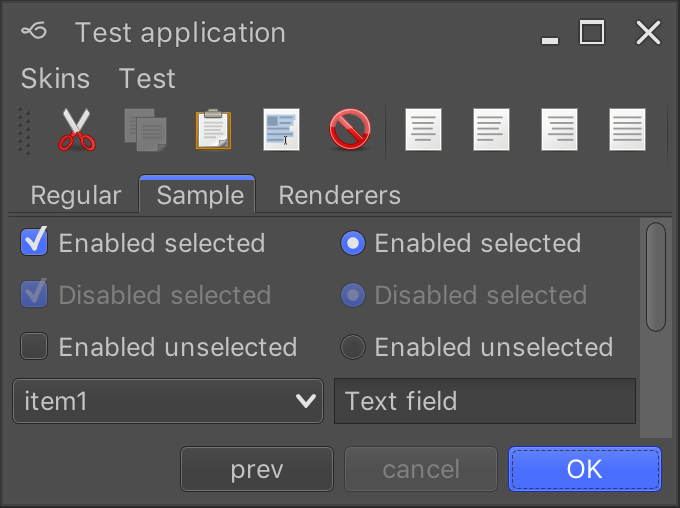 Test application
Skins Test
Regular Sample Renderers
Enabled selected Enabled selected
Disabled selected Disabled selected
Enabled unselected Enabled unselected
item1 Text field
prev cancel OK